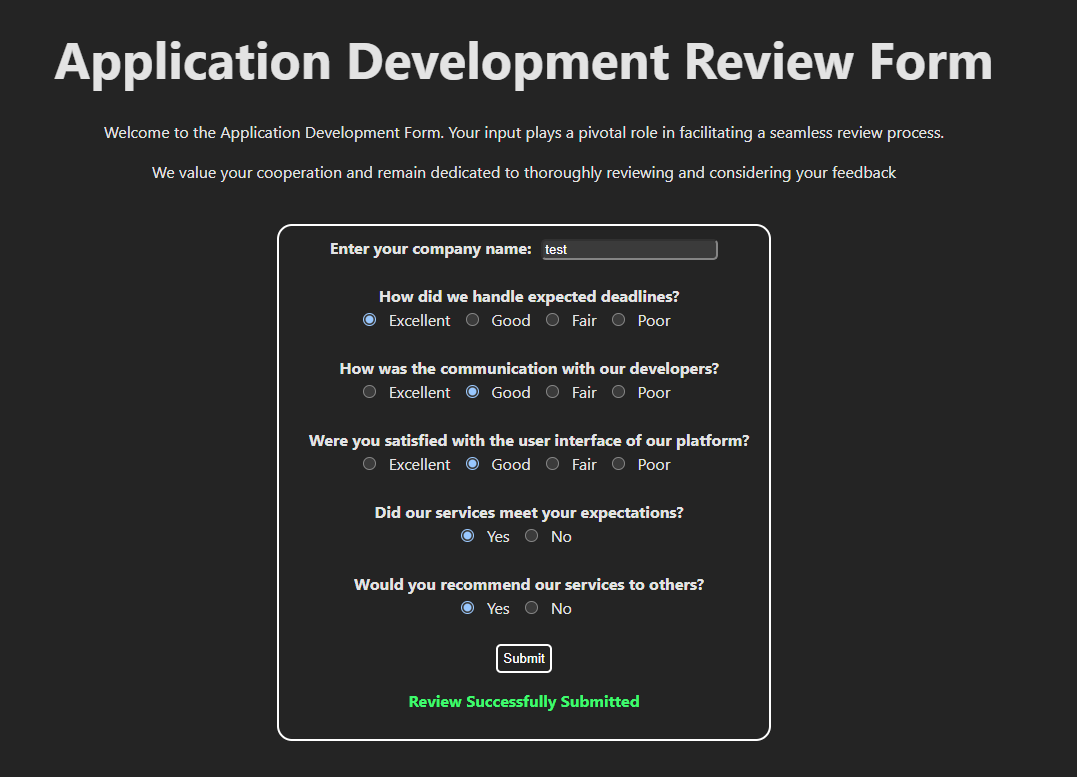 Application Development Review Form
Welcome to the Application Development Form. Your input plays a pivotal role in facilitating a seamless review process.
We value your cooperation and remain dedicated to thoroughly reviewing and considering your feedback
Enter your company name: test
How did we handle expected deadlines?
Excellent Good Fair Poor
How was the communication with our developers?
Excellent Good Fair Poor
Were you satisfied with the user interface of our platform?
Excellent Good Fair Poor
Did our services meet your expectations?
Yes No
Would you recommend our services to others?
Yes No
Submit
Review Successfully Submitted